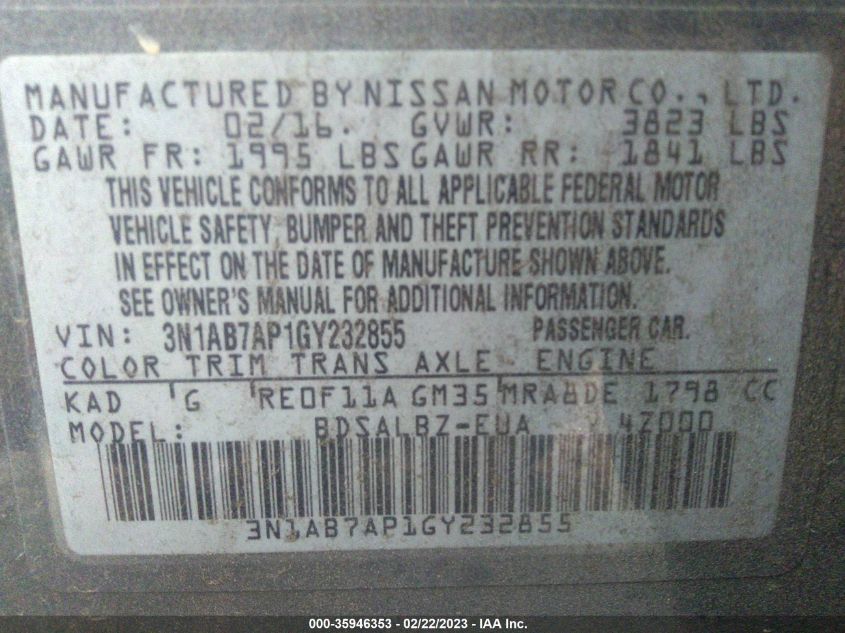 MANUFACTURED BY NISSAN MOTOR CO., LTD.
DATE: 02/16. GVWR: 3823 LBS
GAWR FR: 1995 LBS GAWR RR: 1841 LBS
THIS VEHICLE CONFORMS TO ALL APPLICABLE FEDERAL MOTOR
VEHICLE SAFETY, BUMPER AND THEFT PREVENTION STANDARDS
IN EFFECT ON THE DATE OF MANUFACTURE SHOWN ABOVE.
SEE OWNER'S MANUAL FOR ADDITIONAL INFORMATION.
VIN: 3N1AB7AP1GY232855 PASSENGER CAR.
COLOR TRIM TRANS AXLE ENGINE
KAD G RE0F11A GM35 MRA8DE 1798 CC
MODEL: BDSALBZ-EUA 4Z000
3N1AB7AP1GY232855
000-35946353 - 02/22/2023 - IAA Inc.